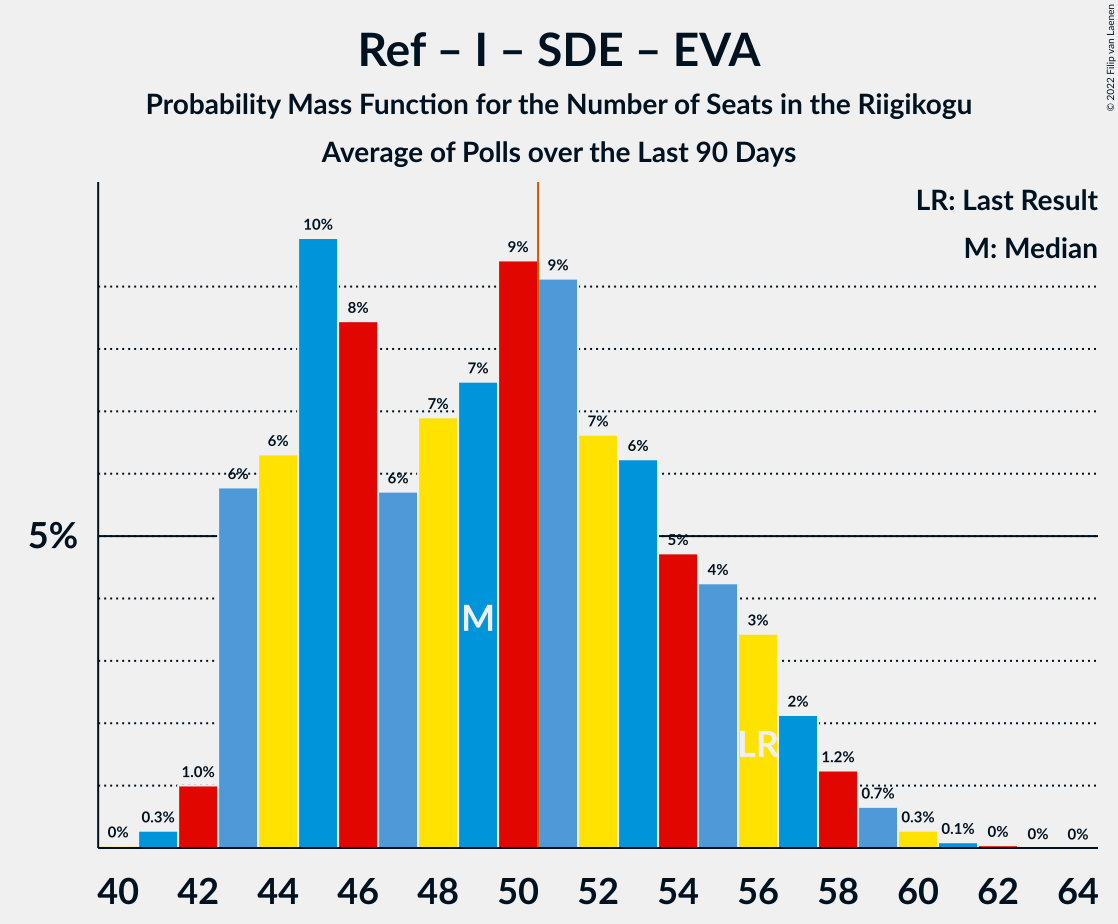 Ref – I – SDE – EVA
Probability Mass Function for the Number of Seats in the Riigikogu
Average of Polls over the Last 90 Days
© 2022 Filip van Laenen
LR: Last Result
M: Median
5%
0% 0.3% 1.0% 6% 6% 10% 8% 6% 7% 7% 9% 9% 7% 6% 5% 4% 3% 2% 1.2% 0.7% 0.3% 0.1% 0% 0% 0%
M
LR
40 42 44 46 48 50 52 54 56 58 60 62 64